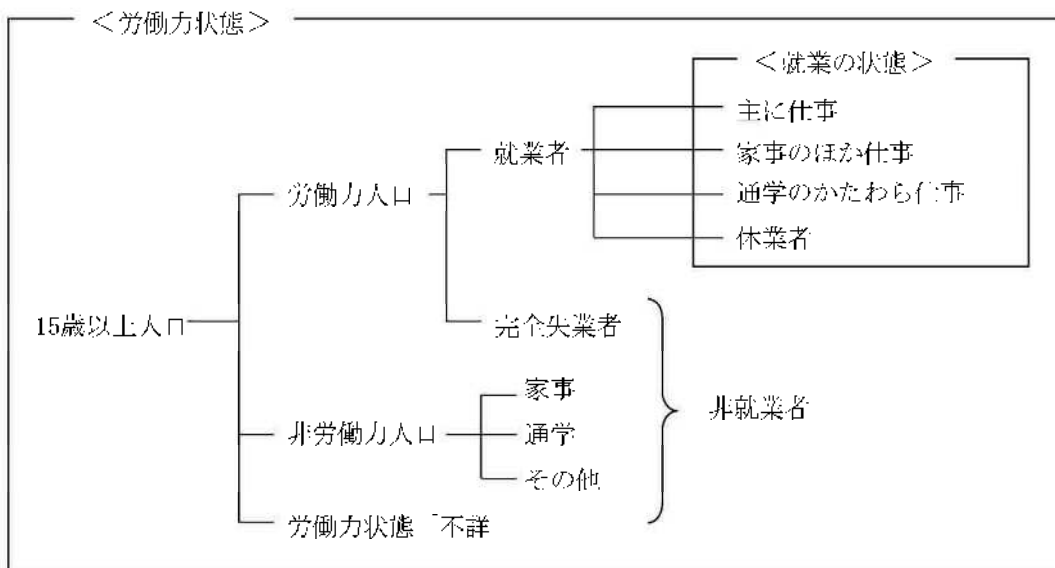 ＜労働力状態＞
＜就業の状態＞
主に仕事
家事のほか仕事
通学のかたわら仕事
休業者
就業者
労働力人口
15歳以上人口
完全失業者
家事
非労働力人口
通学
その他
非就業者
労働力状態「不詳